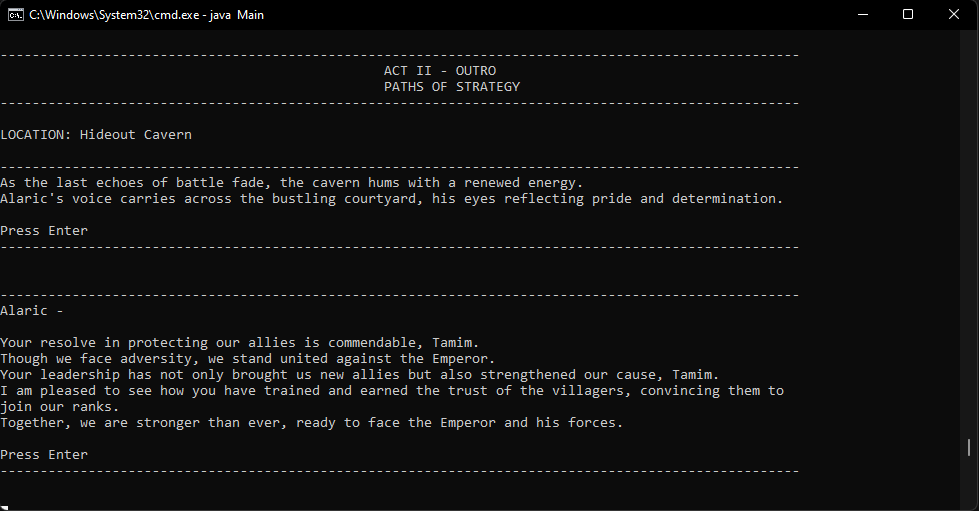 C:\Windows\System32\cmd.exe - java  Main
----------------------------------------------------------------------------------------------------
ACT II - OUTRO
PATHS OF STRATEGY
----------------------------------------------------------------------------------------------------
LOCATION: Hideout Cavern
----------------------------------------------------------------------------------------------------
As the last echoes of battle fade, the cavern hums with a renewed energy.
Alaric's voice carries across the bustling courtyard, his eyes reflecting pride and determination.
Press Enter
----------------------------------------------------------------------------------------------------
----------------------------------------------------------------------------------------------------
Alaric -
Your resolve in protecting our allies is commendable, Tamim.
Though we face adversity, we stand united against the Emperor.
Your leadership has not only brought us new allies but also strengthened our cause, Tamim.
I am pleased to see how you have trained and earned the trust of the villagers, convincing them to
join our ranks.
Together, we are stronger than ever, ready to face the Emperor and his forces.
Press Enter
----------------------------------------------------------------------------------------------------